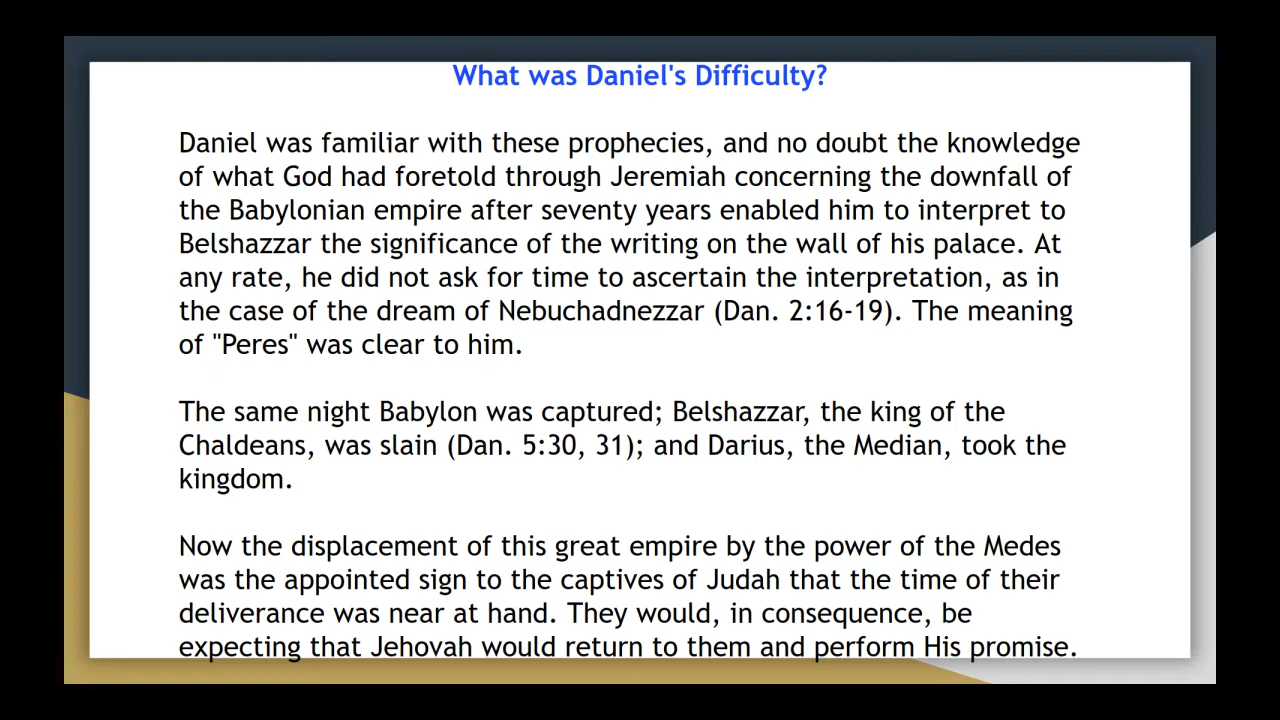 What was Daniel's Difficulty?
Daniel was familiar with these prophecies, and no doubt the knowledge
of what God had foretold through Jeremiah concerning the downfall of
the Babylonian empire after seventy years enabled him to interpret to
Belshazzar the significance of the writing on the wall of his palace. At
any rate, he did not ask for time to ascertain the interpretation, as in
the case of the dream of Nebuchadnezzar (Dan. 2:16-19). The meaning
of "Peres" was clear to him.
The same night Babylon was captured; Belshazzar, the king of the
Chaldeans, was slain (Dan. 5:30, 31); and Darius, the Median, took the
kingdom.
Now the displacement of this great empire by the power of the Medes
was the appointed sign to the captives of Judah that the time of their
deliverance was near at hand. They would, in consequence, be
expecting that Jehovah would return to them and perform His promise.